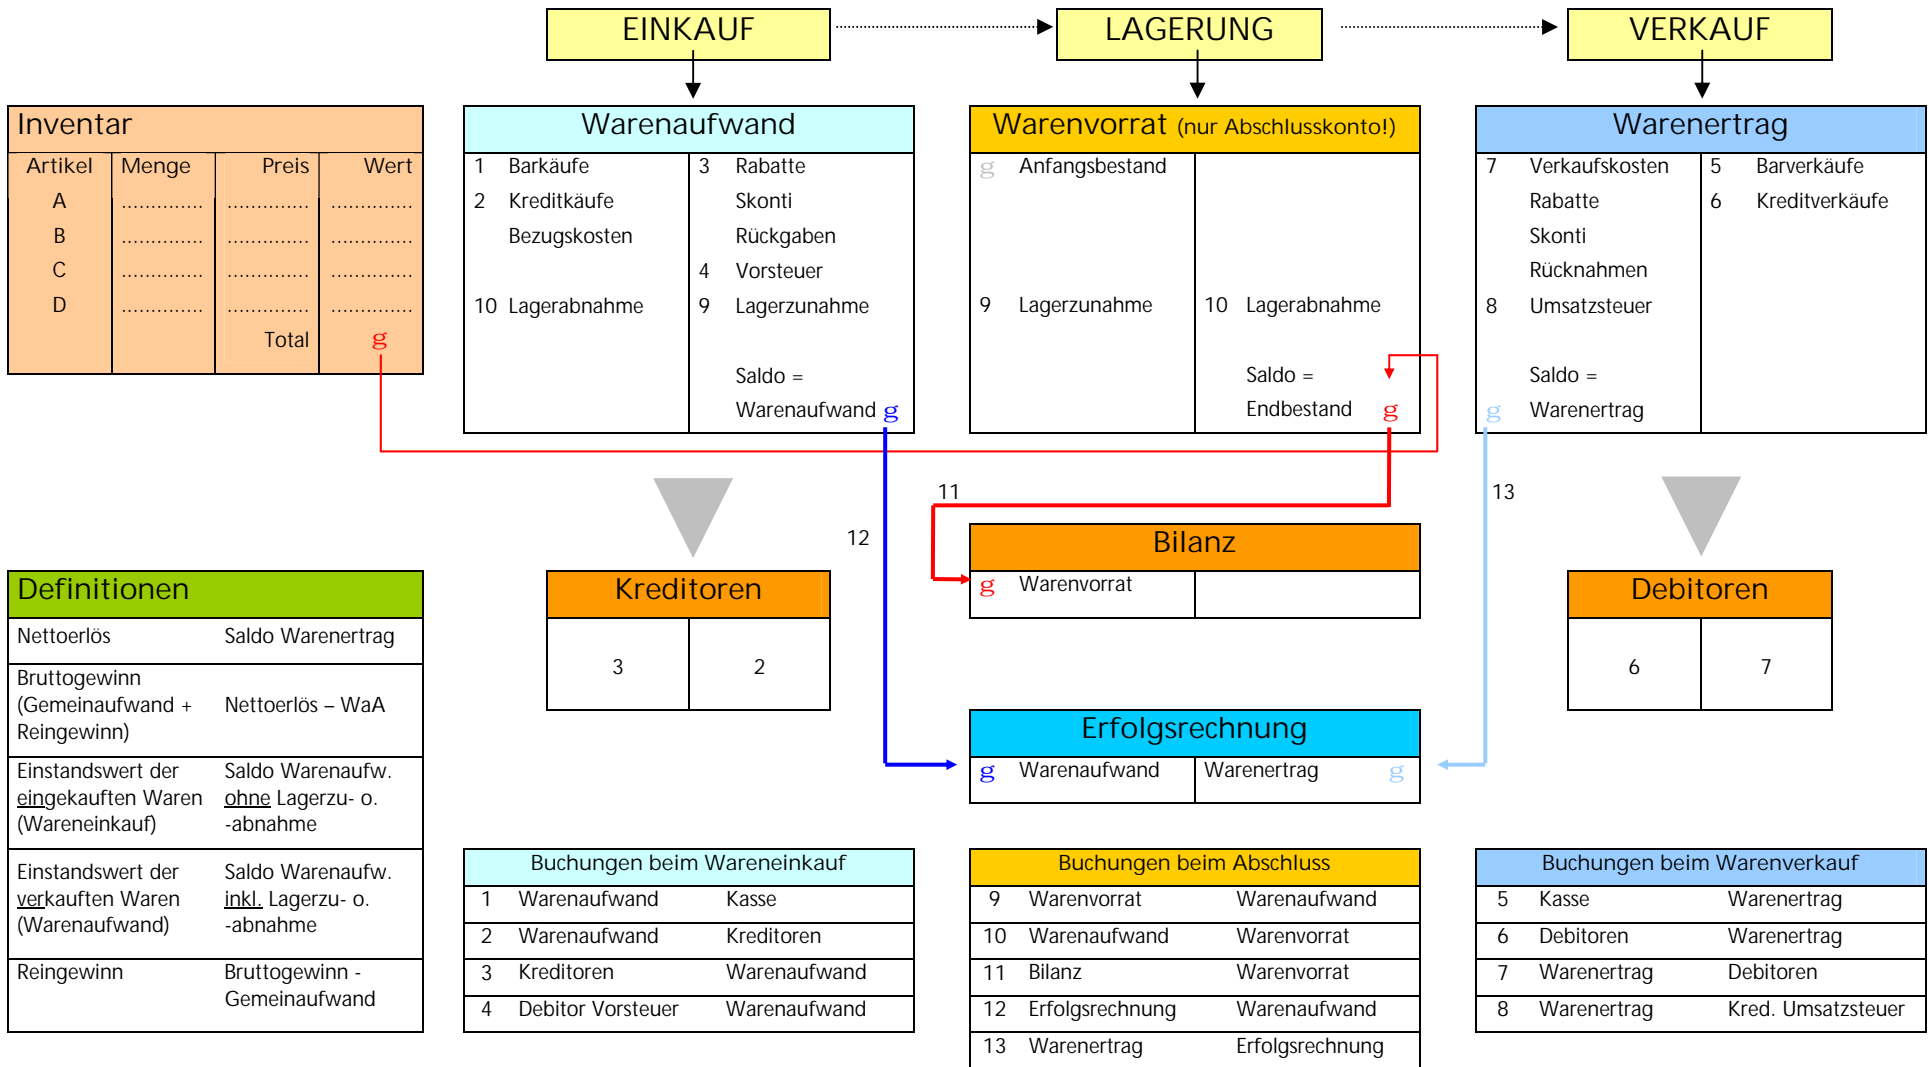 EINKAUF
LAGERUNG
VERKAUF
Inventar
Artikel Menge Preis Wert
A ............. ............. .............
B ............. ............. .............
C ............. ............. .............
D ............. ............. .............
Total g
Warenaufwand
1 Barkäufe 3 Rabatte
2 Kreditkäufe Skonti
Bezugskosten Rückgaben
4 Vorsteuer
10 Lagerabnahme 9 Lagerzunahme
Saldo =
Warenaufwand g
Warenvorrat (nur Abschlusskonto!)
g Anfangsbestand
9 Lagerzunahme 10 Lagerabnahme
Saldo =
Endbestand g
Warenertrag
7 Verkaufskosten 5 Barverkäufe
Rabatte 6 Kreditverkäufe
Skonti
Rücknahmen
8 Umsatzsteuer
Saldo =
g Warenertrag
11
12
13
Bilanz
g Warenvorrat
Kreditoren
3 2
Debitoren
6 7
Erfolgsrechnung
g Warenaufwand Warenertrag g
Definitionen
Nettoerlös Saldo Warenertrag
Bruttogewinn
(Gemeinaufwand + Nettoerlös – WaA
Reingewinn)
Einstandswert der Saldo Warenaufw.
eingekauften Waren ohne Lagerzu- o.
(Wareneinkauf) -abnahme
Einstandswert der Saldo Warenaufw.
verkauften Waren inkl. Lagerzu- o.
(Warenaufwand) -abnahme
Reingewinn Bruttogewinn -
Gemeinaufwand
Buchungen beim Wareneinkauf
1 Warenaufwand Kasse
2 Warenaufwand Kreditoren
3 Kreditoren Warenaufwand
4 Debitor Vorsteuer Warenaufwand
Buchungen beim Abschluss
9 Warenvorrat Warenaufwand
10 Warenaufwand Warenvorrat
11 Bilanz Warenvorrat
12 Erfolgsrechnung Warenaufwand
13 Warenertrag Erfolgsrechnung
Buchungen beim Warenverkauf
5 Kasse Warenertrag
6 Debitoren Warenertrag
7 Warenertrag Debitoren
8 Warenertrag Kred. Umsatzsteuer